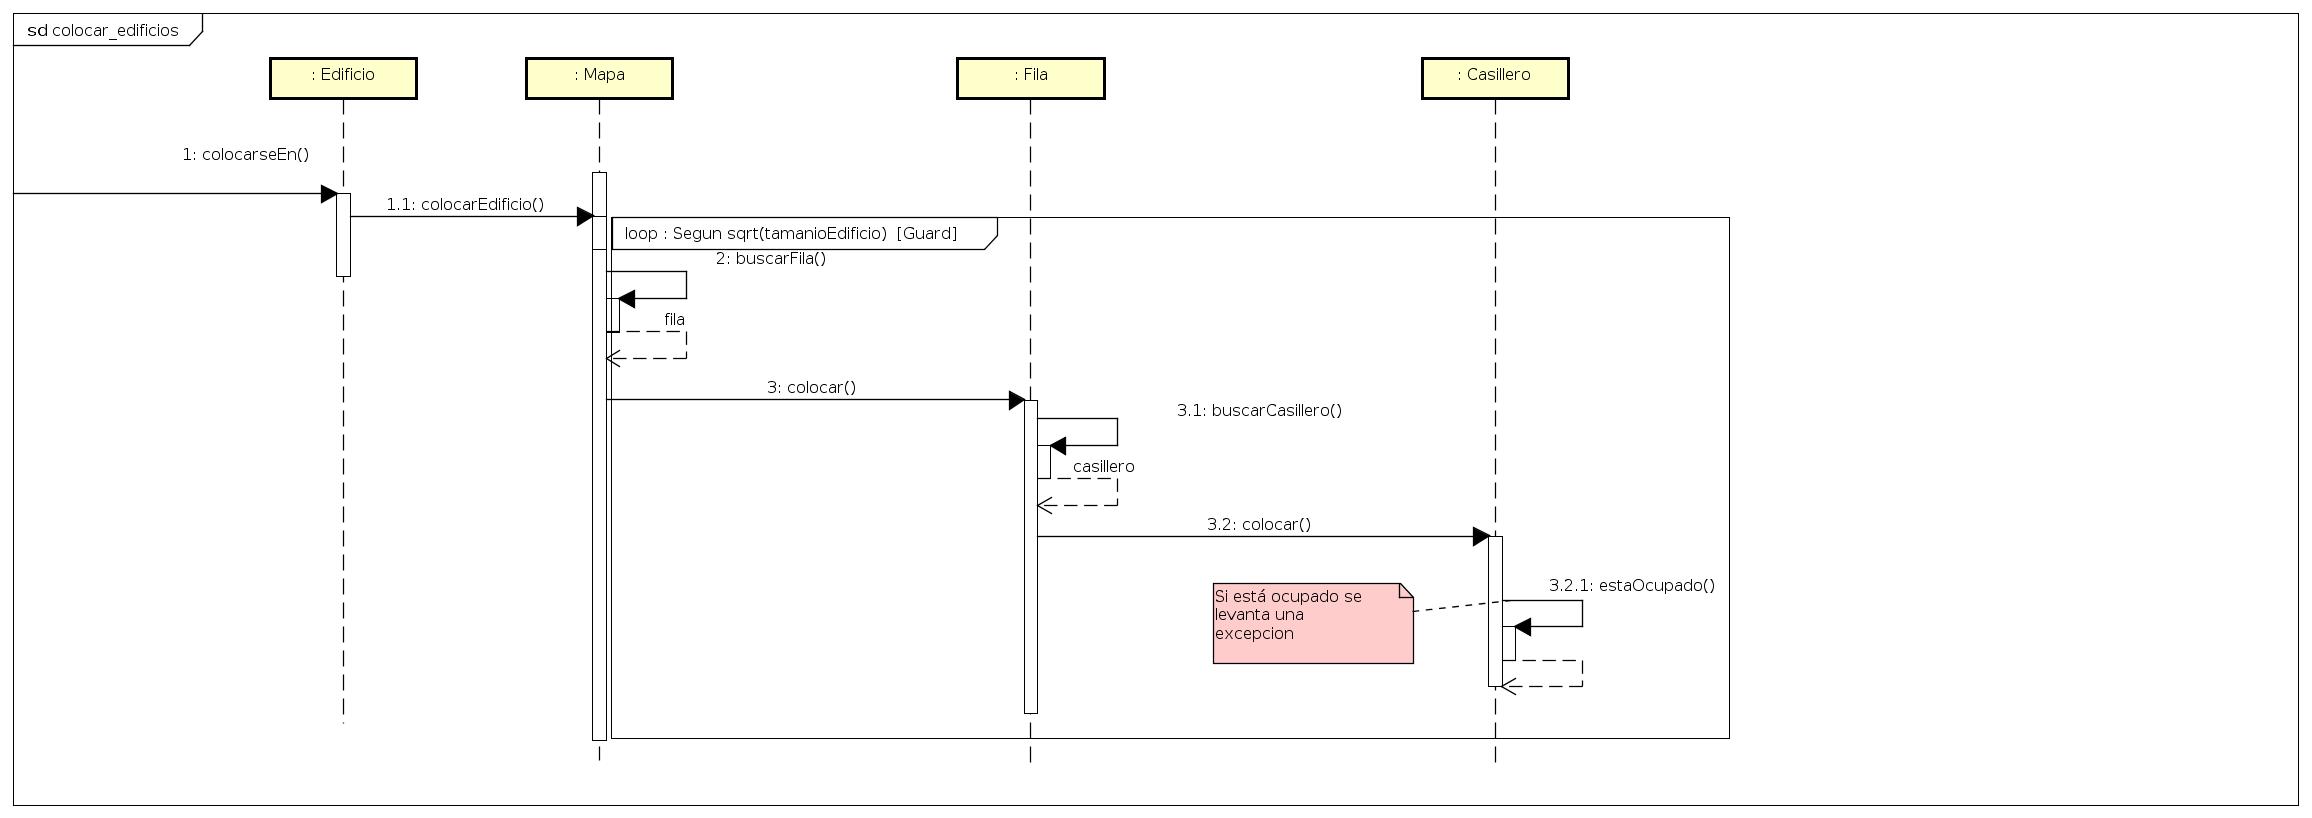 sd colocar_edificios
: Edificio
: Mapa
: Fila
: Casillero
1: colocarseEn()
1.1: colocarEdificio()
loop : Segun sqrt(tamanioEdificio) [Guard]
2: buscarFila()
fila
3: colocar()
3.1: buscarCasillero()
casillero
3.2: colocar()
3.2.1: estaOcupado()
Si está ocupado se
levanta una
excepcion